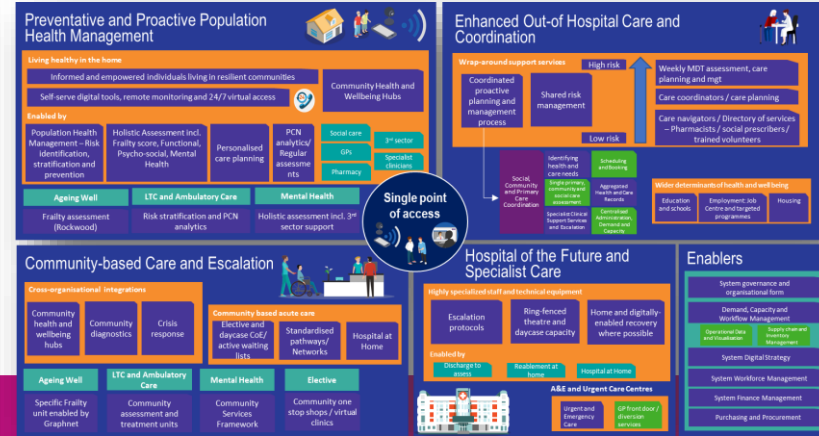 Preventative and Proactive Population
Health Management
Living healthy in the home
Informed and empowered individuals living in resilient communities
Self-serve digital tools, remote monitoring and 24/7 virtual access
Community Health and
Wellbeing Hubs
Enabled by
Population Health
Management – Risk
identification,
stratification and
prevention
Holistic Assessment incl.
Frailty score, Functional,
Psycho-social, Mental
Health
Personalised
care planning
PCN
analytics/
Regular
assessme
nts
Social care
GPs
Pharmacy
3rd sector
Specialist
clinicians
Ageing Well
LTC and Ambulatory Care
Mental Health
Frailty assessment
(Rockwood)
Risk stratification and PCN
analytics
Holistic assessment incl. 3rd
sector support
Single point
of access
Enhanced Out-of Hospital Care and
Coordination
Wrap-around support services
High risk
Low risk
Coordinated
proactive
planning and
management
process
Shared risk
management
Weekly MDT assessment, care
planning and mgt
Care coordinators / care planning
Care navigators / Directory of services
– Pharmacists / social prescribers /
trained volunteers
Social,
Community
and Primary
Care
Coordination
Identifying
health and
care needs
Scheduling
and Booking
Single primary,
community and
social care
assessment
Aggregated
Health and Care
Records
Specialist Clinical
Support Services
and Escalation
Centralised
Administration,
Demand and
Capacity
Wider determinants of health and well being
Education
and schools
Employment Job
Centre and targeted
programmes
Housing
Community-based Care and Escalation
Cross-organisational integrations
Community
health and
wellbeing
hubs
Community
diagnostics
Crisis
response
Community based acute care
Elective and
daycase CoE/
active waiting
lists
Standardised
pathways/
Networks
Hospital at
Home
Ageing Well
LTC and Ambulatory
Care
Mental Health
Elective
Specific Frailty
unit enabled by
Graphnet
Community
assessment and
treatment units
Community
Services
Framework
Community one
stop shops / virtual
clinics
Hospital of the Future and
Specialist Care
Highly specialized staff and technical equipment
Escalation
protocols
Ring-fenced
theatre and
daycase capacity
Home and digitally-
enabled recovery
where possible
Enabled by
Discharge to
assess
Reablement at
home
Hospital at Home
A&E and Urgent Care Centres
Urgent and
Emergency
Care
GP front door /
diversion
services
Enablers
System governance and
organisational form
Demand, Capacity and
Workflow Management
Operational Data
and Visualisation
Supply chain and
Inventory
Management
System Digital Strategy
System Workforce Management
System Finance Management
Purchasing and Procurement